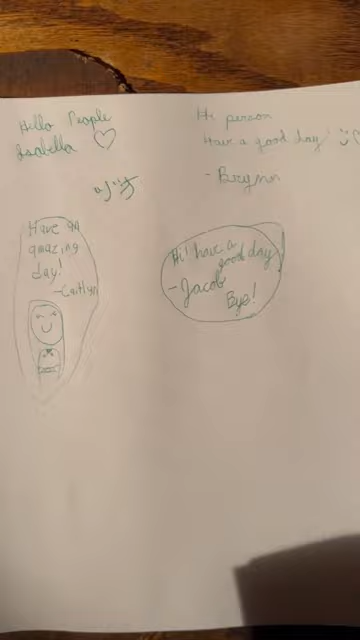 Hello People
Isabella
Hi person
Have a good day
Have an
amazing
day!
-Caitlyn
Hi! have a
good day
-Jacob
Bye!